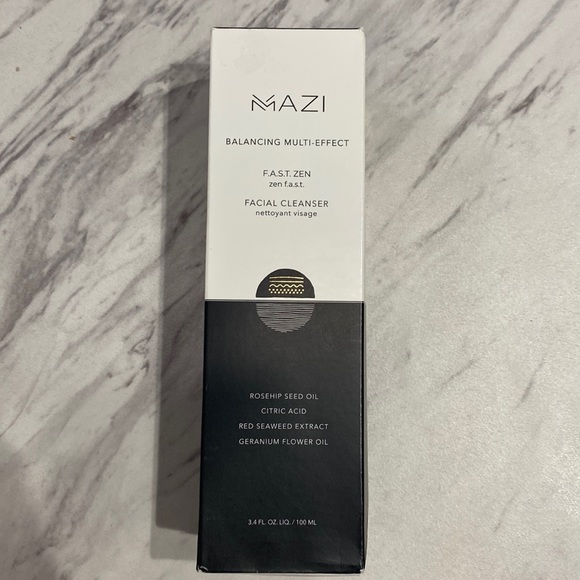 MAZI
BALANCING MULTI-EFFECT
F.A.S.T. ZEN
zen f.a.s.t.
FACIAL CLEANSER
nettoyant visage
ROSEHIP SEED OIL
CITRIC ACID
RED SEAWEED EXTRACT
GERANIUM FLOWER OIL
3.4 FL. OZ. LIQ. / 100 ML